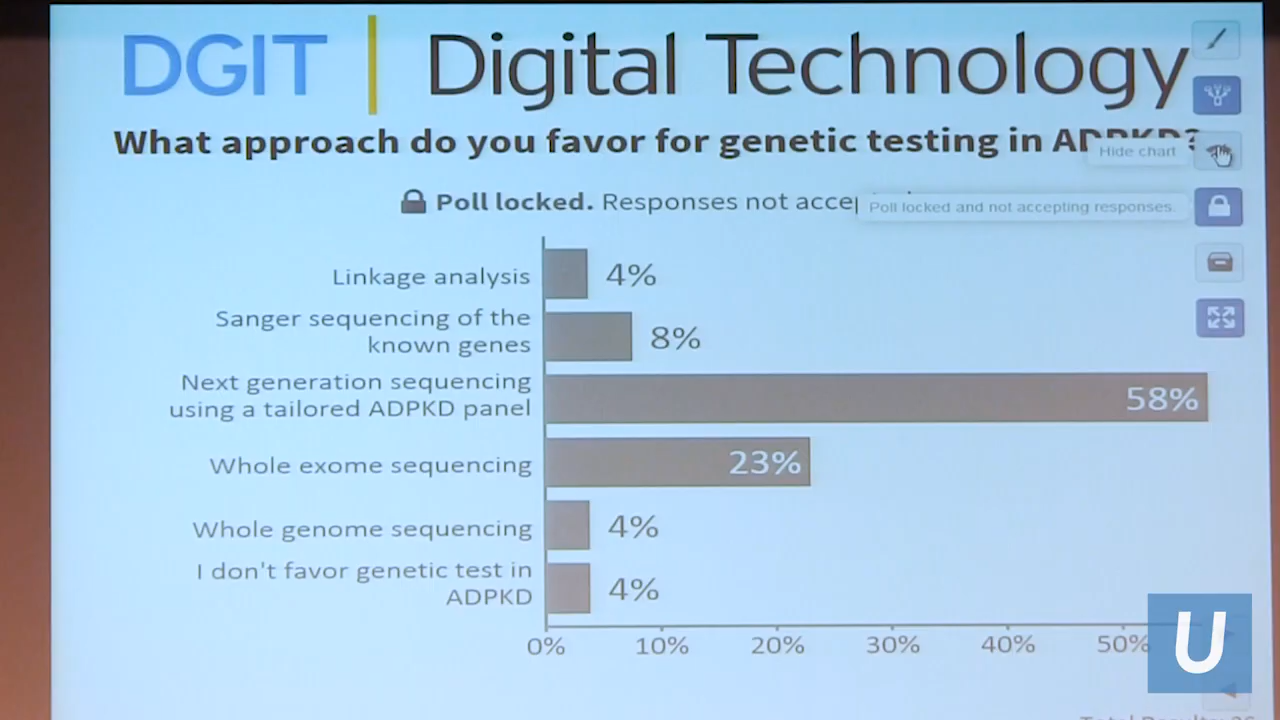 DGIT | Digital Technology
What approach do you favor for genetic testing in ADPKD?
Hide chart
Poll locked. Responses not accep
Poll locked and not accepting responses.
Linkage analysis
4%
Sanger sequencing of the
known genes
8%
Next generation sequencing
using a tailored ADPKD panel
58%
Whole exome sequencing
23%
Whole genome sequencing
4%
I don't favor genetic test in
ADPKD
4%
0% 10% 20% 30% 40% 50%
U
Total Results: